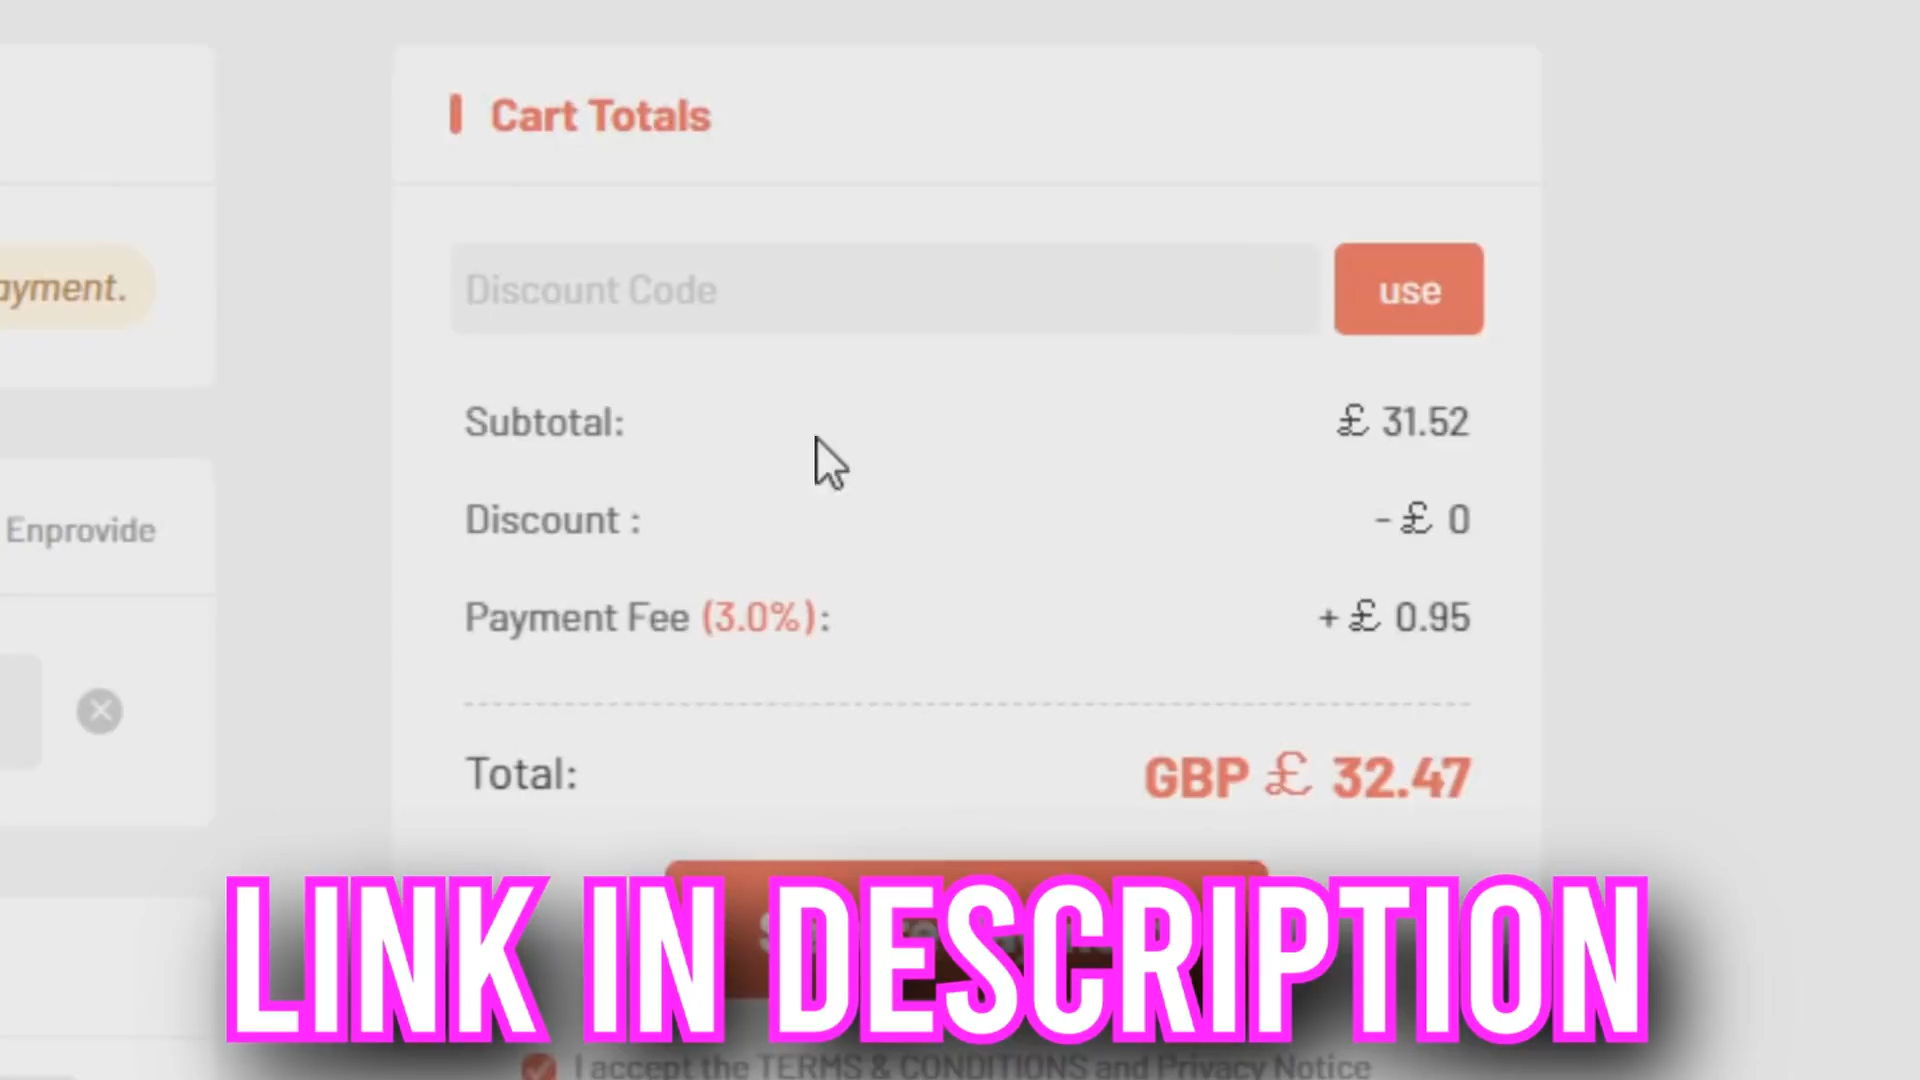 Cart Totals
ayment.
Discount Code
use
Subtotal: £ 31.52
Enprovide
Discount : - £ 0
Payment Fee (3.0%): + £ 0.95
Total: GBP £ 32.47
LINK IN DESCRIPTION
I accept the TERMS & CONDITIONS and Privacy Notice